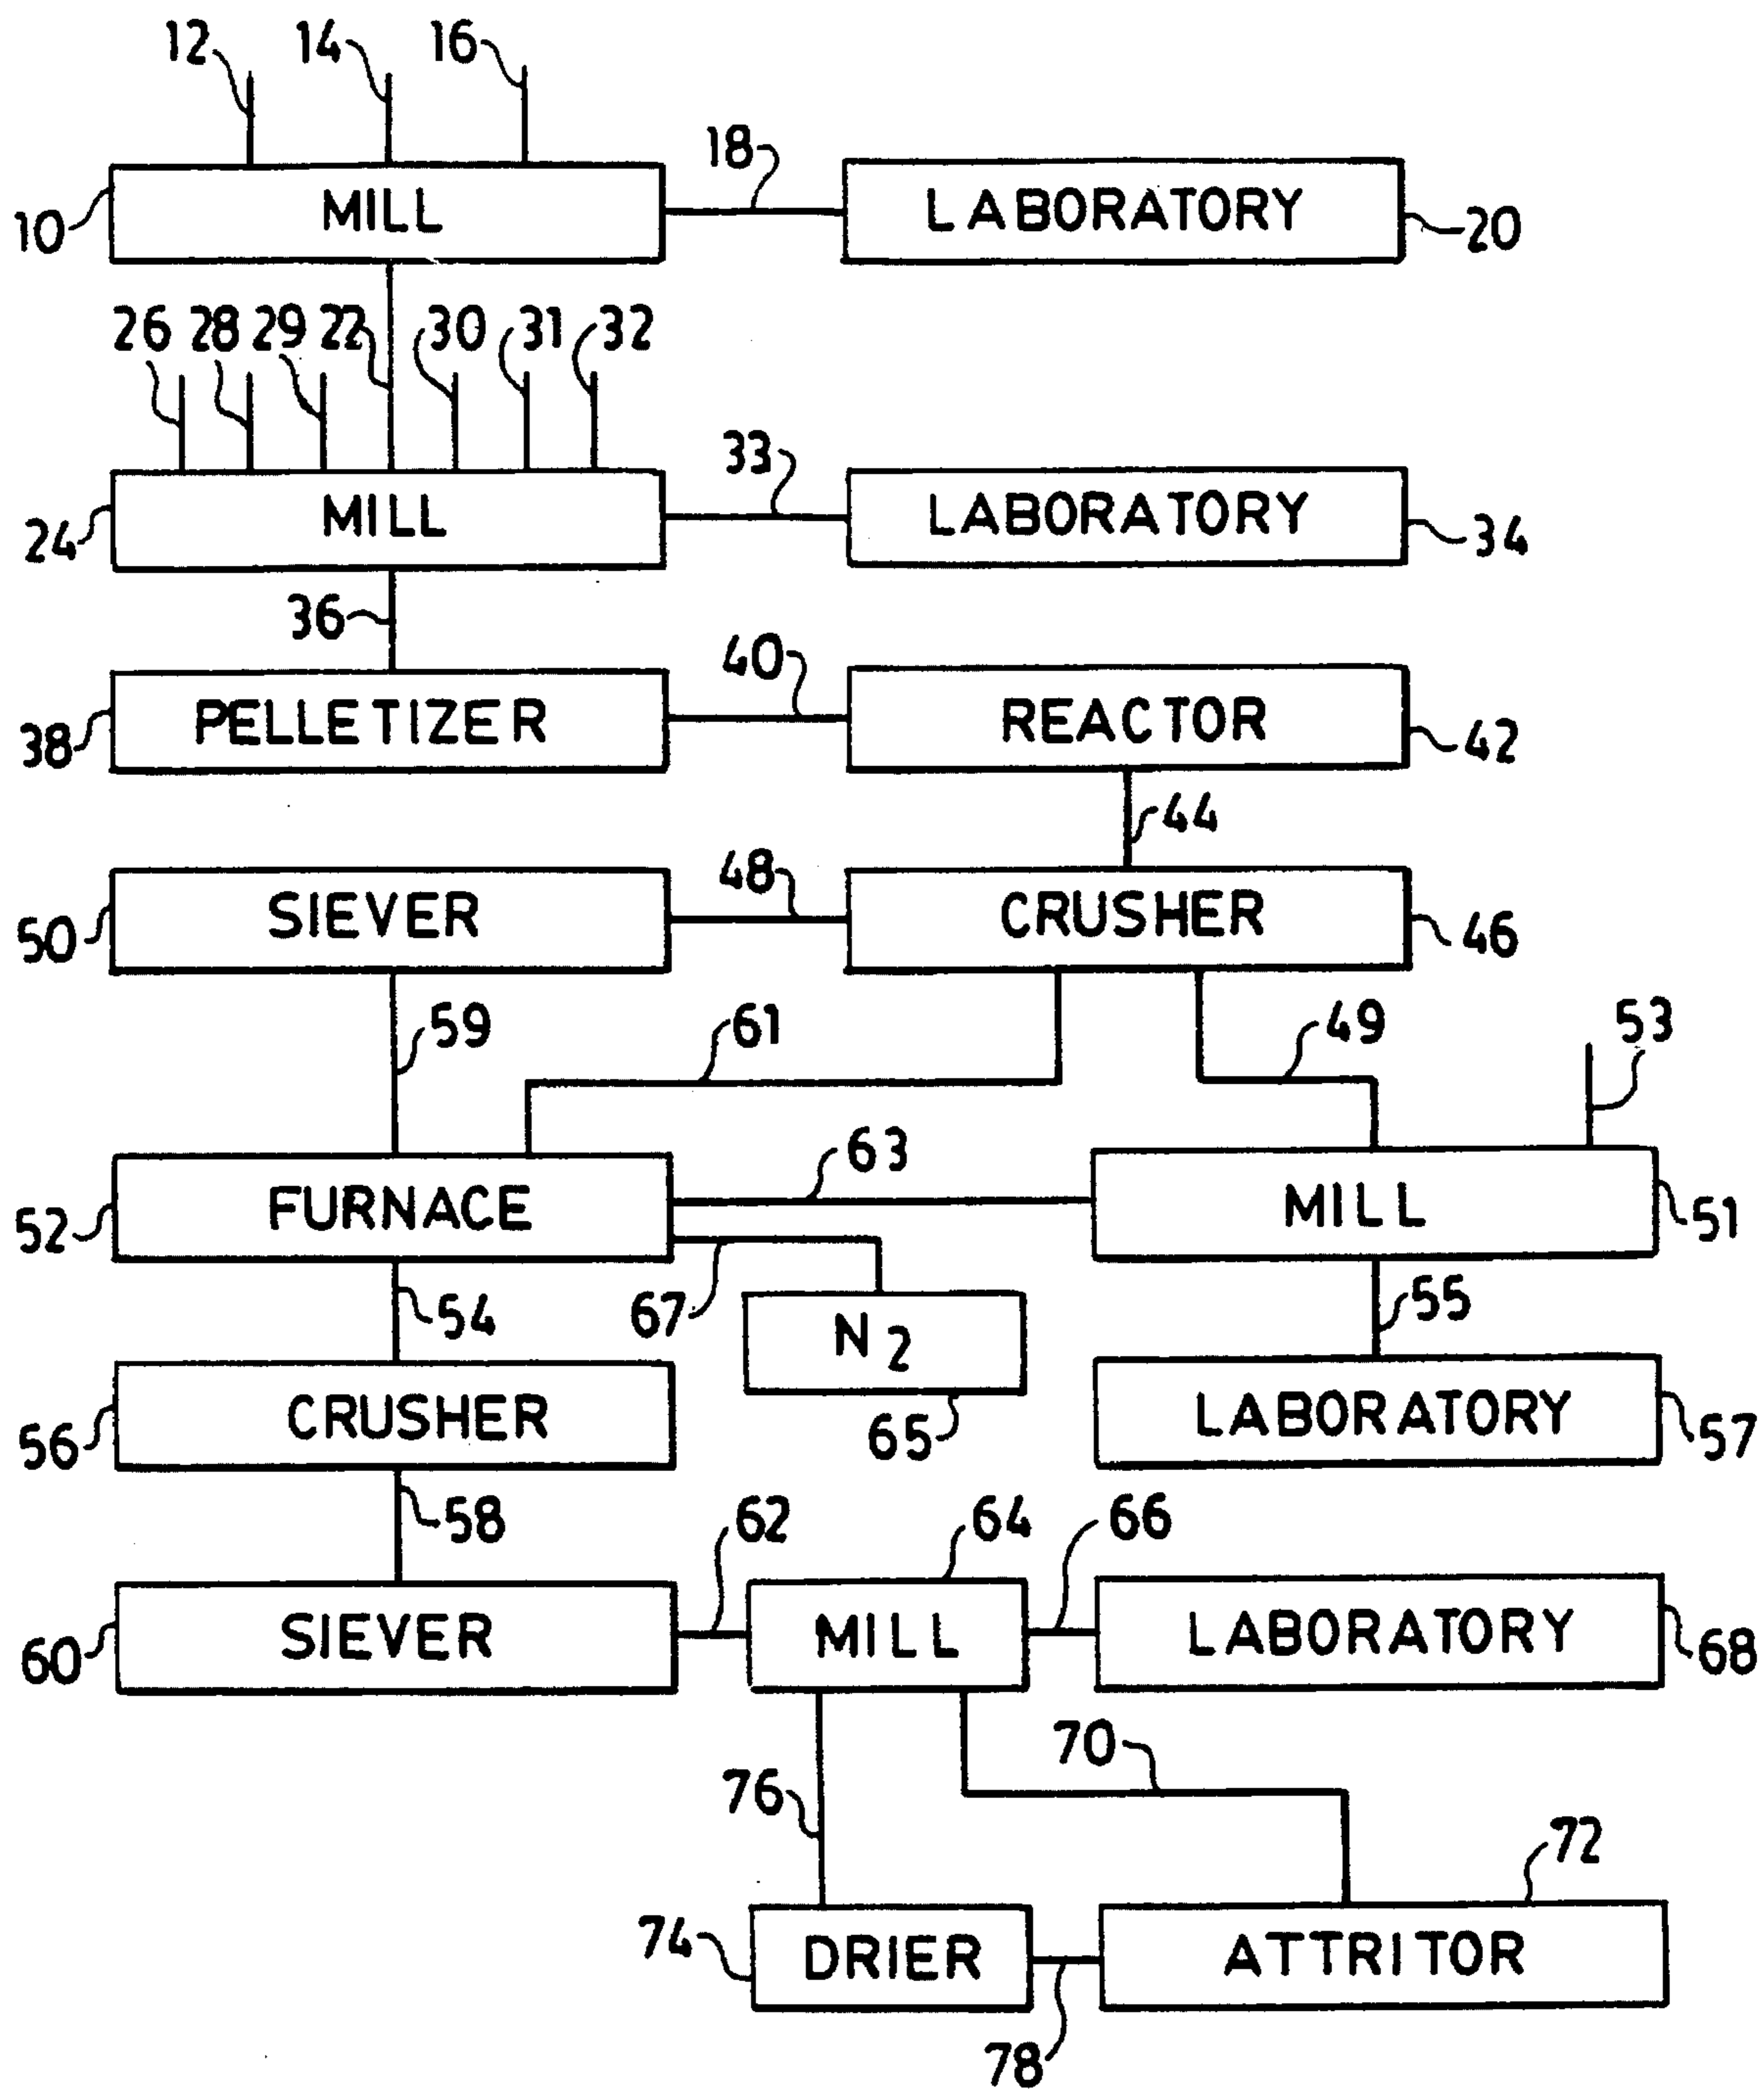 12 14 16
18
10 MILL LABORATORY 20
26 28 29 22 30 31 32
33
24 MILL LABORATORY 34
36
40
38 PELLETIZER REACTOR 42
44
48
50 SIEVER CRUSHER 46
59 61 49 53
63
52 FURNACE MILL 51
54 67 N2 55
56 CRUSHER 65 LABORATORY 57
58 62 64 66
60 SIEVER MILL LABORATORY 68
70
76
72
74 DRIER ATTRITOR
78